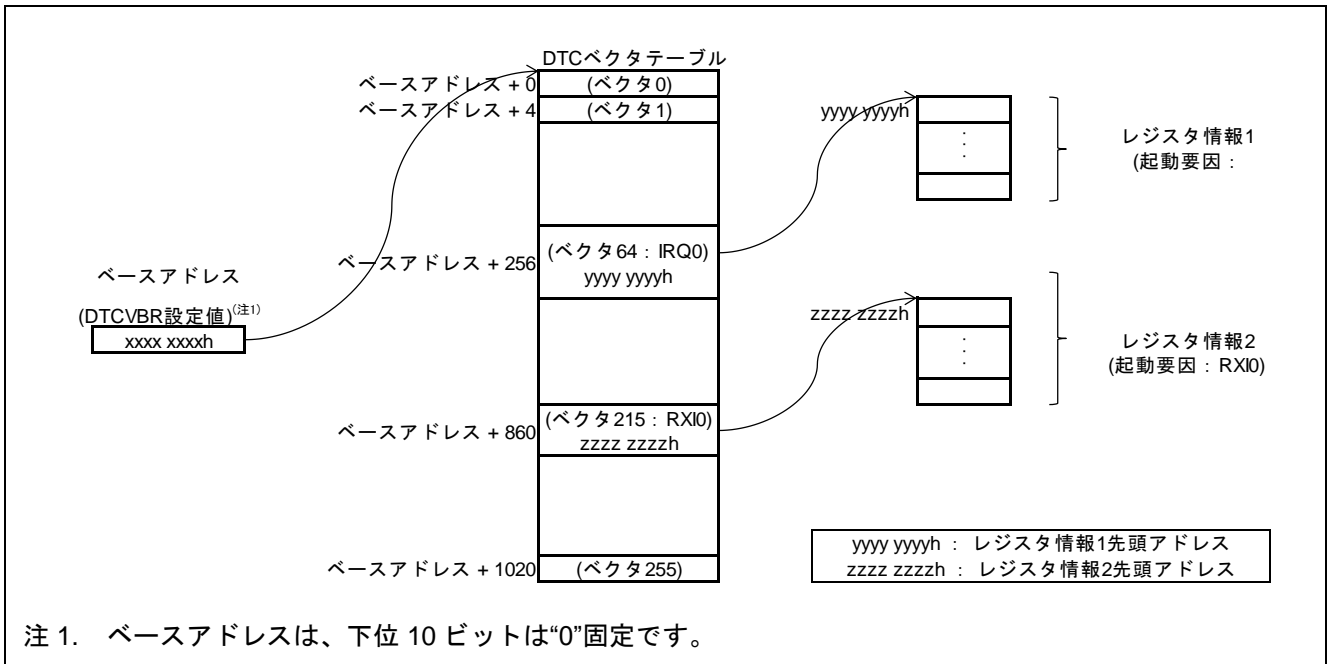 DTCベクタテーブル
ベースアドレス + 0
(ベクタ0)
ベースアドレス + 4
(ベクタ1)
yyyy yyyyh
レジスタ情報1
(起動要因：
ベースアドレス + 256
(ベクタ64：IRQ0)
yyyy yyyyh
ベースアドレス
(DTCVBR設定値)(注1)
xxxx xxxxh
zzzz zzzzh
レジスタ情報2
(起動要因：RXI0)
ベースアドレス + 860
(ベクタ215：RXI0)
zzzz zzzzh
yyyy yyyyh ： レジスタ情報1先頭アドレス
zzzz zzzzh ： レジスタ情報2先頭アドレス
ベースアドレス + 1020
(ベクタ255)
注 1. ベースアドレスは、下位 10 ビットは“0”固定です。